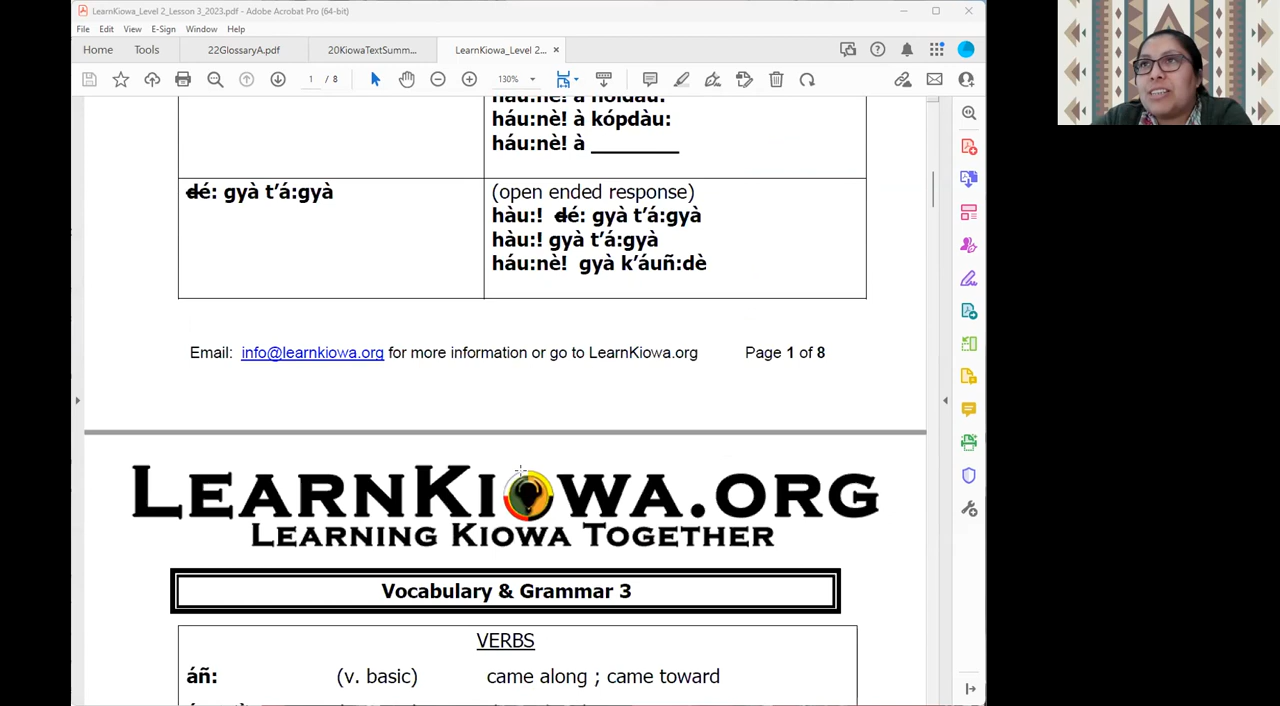 LearnKiowa_Level 2_Lesson 3_2023.pdf - Adobe Acrobat Pro (64-bit)
File Edit View E-Sign Window Help
Home Tools 22GlossaryA.pdf 20KiowaTextSumm... LearnKiowa_Level 2... ×
1 / 8 130%
háu:nè! à hóldàu:
háu:nè! à kópdàu:
háu:nè! à ________
dé: gyà t’á:gyà
(open ended response)
hàu:! dé: gyà t’á:gyà
hàu:! gyà t’á:gyà
háu:nè! gyà k’áuñ:dè
Email: info@learnkiowa.org for more information or go to LearnKiowa.org Page 1 of 8
LEARNKIOWA.ORG
LEARNING KIOWA TOGETHER
Vocabulary & Grammar 3
VERBS
áñ: (v. basic) came along ; came toward